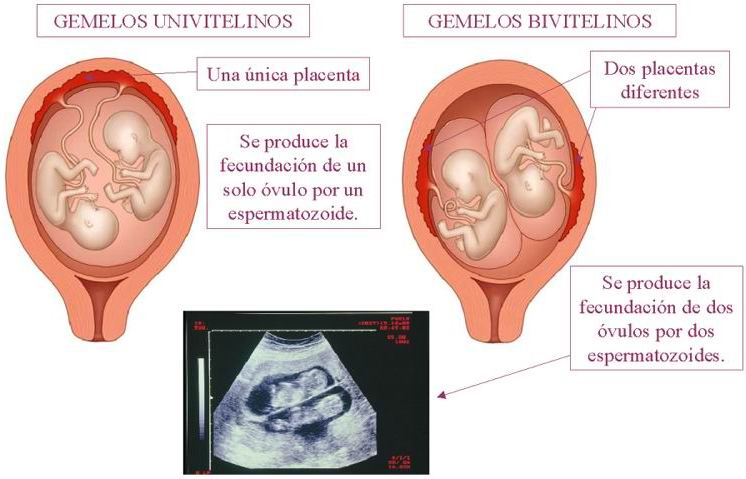 GEMELOS UNIVITELINOS
GEMELOS BIVITELINOS
Una única placenta
Dos placentas
diferentes
Se produce la
fecundación de un
solo óvulo por un
espermatozoide.
Se produce la
fecundación de dos
óvulos por dos
espermatozoides.